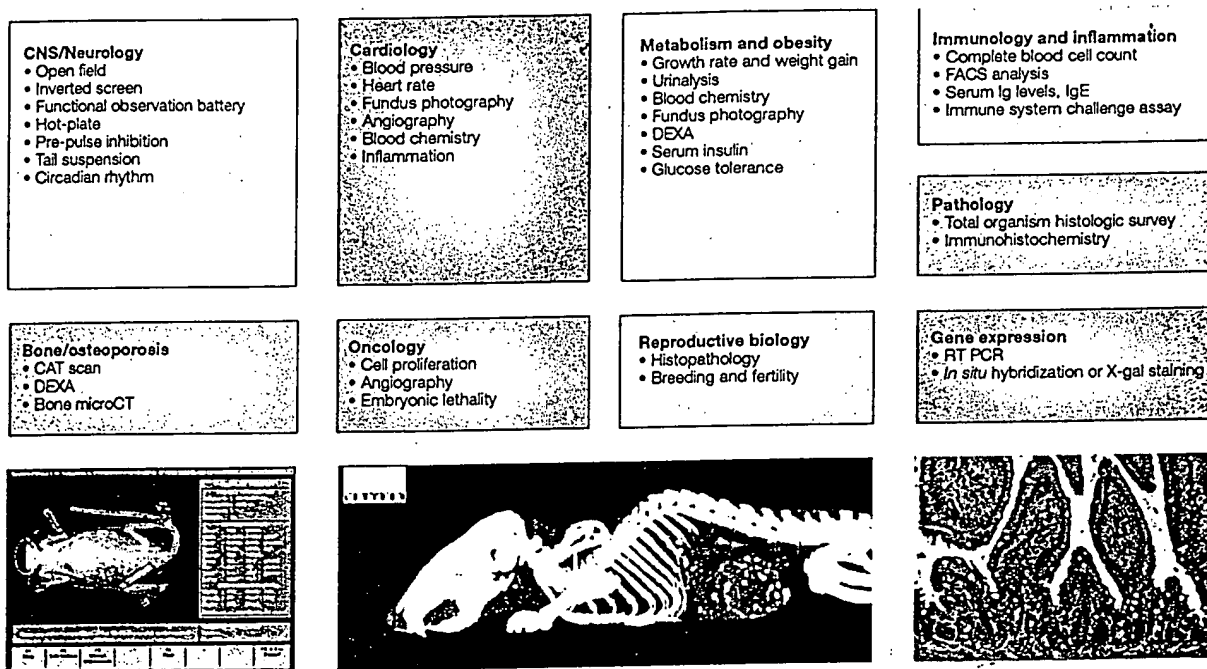 CNS/Neurology
• Open field
• Inverted screen
• Functional observation battery
• Hot-plate
• Pre-pulse inhibition
• Tail suspension
• Circadian rhythm
Cardiology
• Blood pressure
• Heart rate
• Fundus photography
• Angiography
• Blood chemistry
• Inflammation
Metabolism and obesity
• Growth rate and weight gain
• Urinalysis
• Blood chemistry
• Fundus photography
• DEXA
• Serum insulin
• Glucose tolerance
Immunology and inflammation
• Complete blood cell count
• FACS analysis
• Serum Ig levels, IgE
• Immune system challenge assay
Pathology
• Total organism histologic survey
• Immunohistochemistry
Bone/osteoporosis
• CAT scan
• DEXA
• Bone microCT
Oncology
• Cell proliferation
• Angiography
• Embryonic lethality
Reproductive biology
• Histopathology
• Breeding and fertility
Gene expression
• RT PCR
• In situ hybridization or X-gal staining